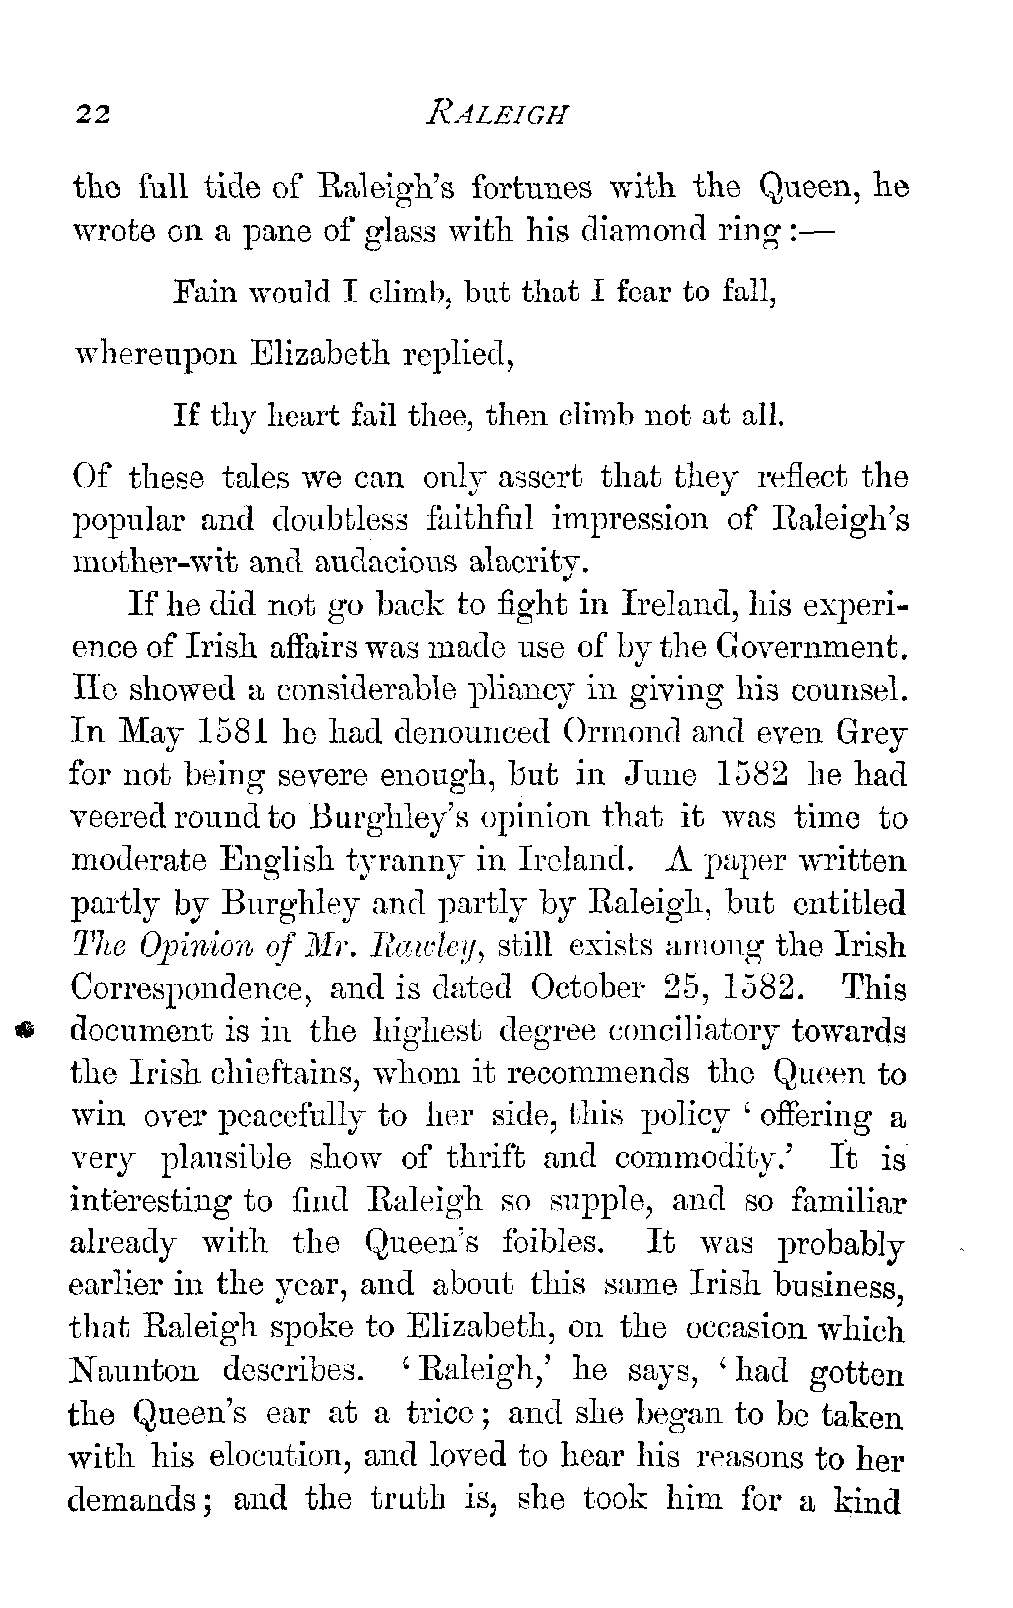 22 RALEIGH
the full tide of Raleigh's fortunes with the Queen, he
wrote on a pane of glass with his diamond ring:—
Fain would I climb, but that I fear to fall,
whereupon Elizabeth replied,
If thy heart fail thee, then climb not at all.
Of these tales we can only assert that they reflect the
popular and doubtless faithful impression of Raleigh's
mother-wit and audacious alacrity.
If he did not go back to fight in Ireland, his experi-
ence of Irish affairs was made use of by the Government.
He showed a considerable pliancy in giving his counsel.
In May 1581 he had denounced Ormond and even Grey
for not being severe enough, but in June 1582 he had
veered round to Burghley's opinion that it was time to
moderate English tyranny in Ireland. A paper written
partly by Burghley and partly by Raleigh, but entitled
The Opinion of Mr. Rawley, still exists among the Irish
Correspondence, and is dated October 25, 1582. This
document is in the highest degree conciliatory towards
the Irish chieftains, whom it recommends the Queen to
win over peacefully to her side, this policy ‘offering a
very plausible show of thrift and commodity.’ It is
interesting to find Raleigh so supple, and so familiar
already with the Queen's foibles. It was probably
earlier in the year, and about this same Irish business,
that Raleigh spoke to Elizabeth, on the occasion which
Naunton describes. ‘Raleigh,’ he says, ‘had gotten
the Queen's ear at a trice; and she began to be taken
with his elocution, and loved to hear his reasons to her
demands; and the truth is, she took him for a kind